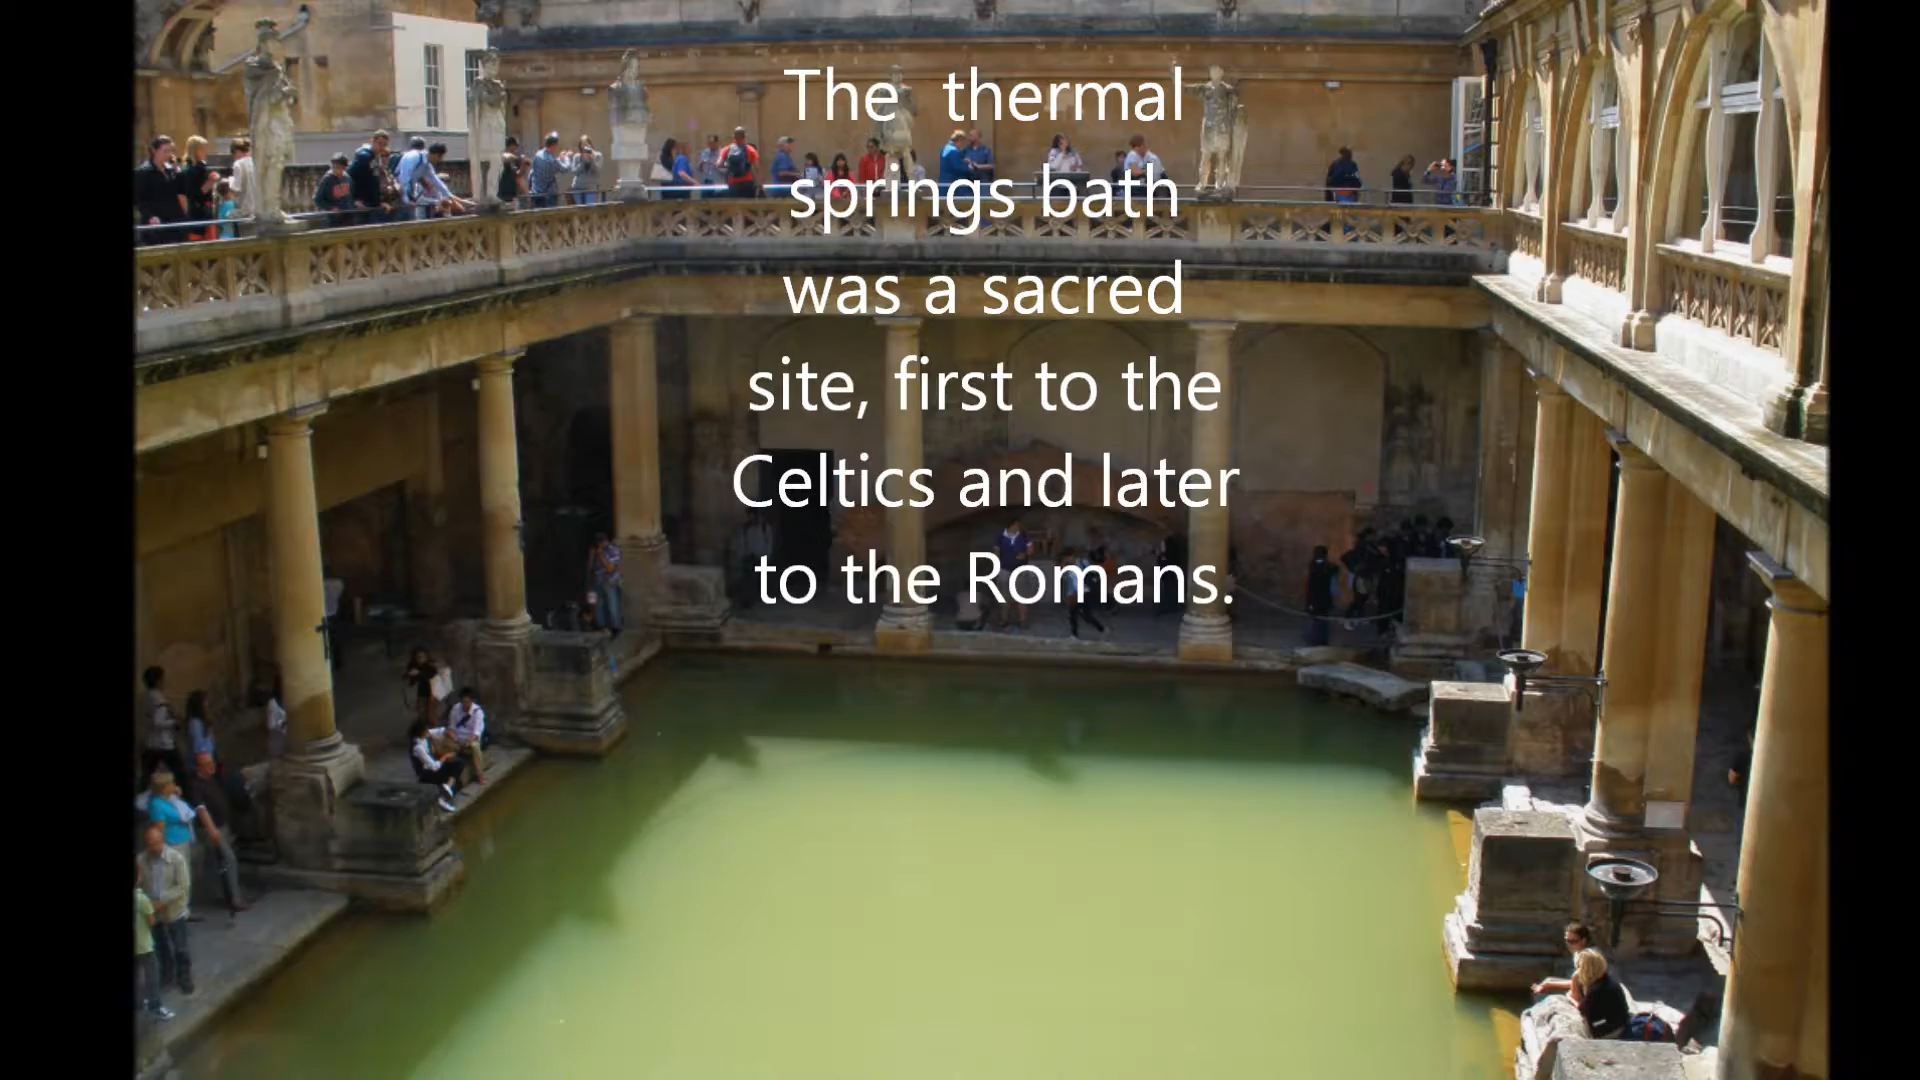 The  thermal
springs bath
was a sacred
site, first to the
Celtics and later
to the Romans.